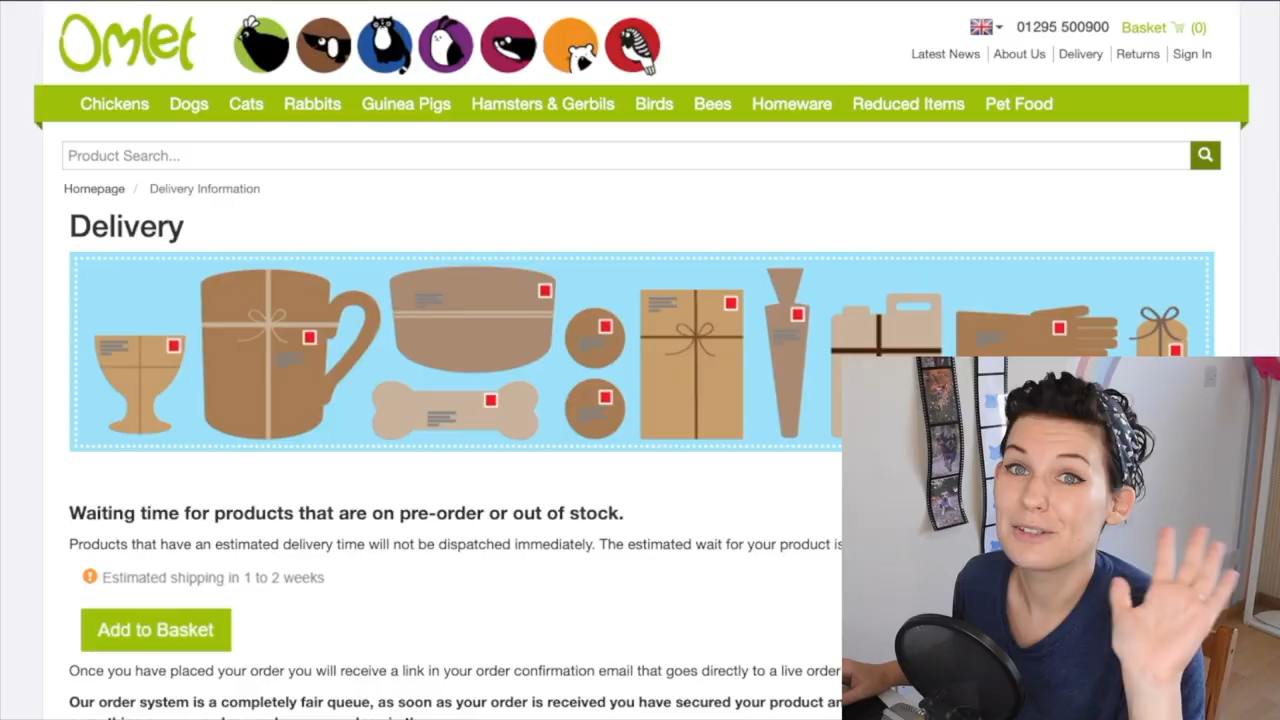 Omlet
01295 500900
Basket (0)
Latest News
About Us
Delivery
Returns
Sign In
Chickens
Dogs
Cats
Rabbits
Guinea Pigs
Hamsters & Gerbils
Birds
Bees
Homeware
Reduced Items
Pet Food
Product Search...
Homepage / Delivery Information
Delivery
Waiting time for products that are on pre-order or out of stock.
Products that have an estimated delivery time will not be dispatched immediately. The estimated wait for your product is
Estimated shipping in 1 to 2 weeks
Add to Basket
Once you have placed your order you will receive a link in your order confirmation email that goes directly to a live order
Our order system is a completely fair queue, as soon as your order is received you have secured your product